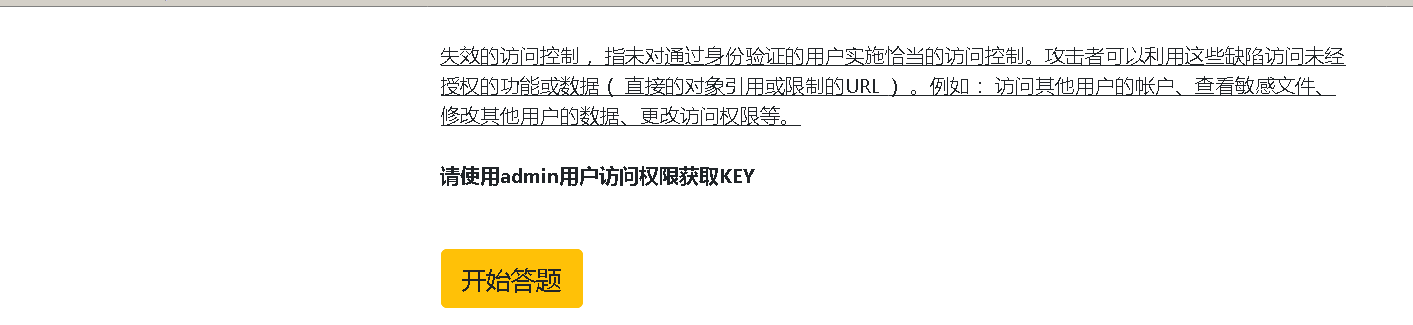 失效的访问控制， 指未对通过身份验证的用户实施恰当的访问控制。攻击者可以利用这些缺陷访问未经
授权的功能或数据（ 直接的对象引用或限制的URL ） 。例如： 访问其他用户的帐户、查看敏感文件、
修改其他用户的数据、更改访问权限等。
请使用admin用户访问权限获取KEY
开始答题